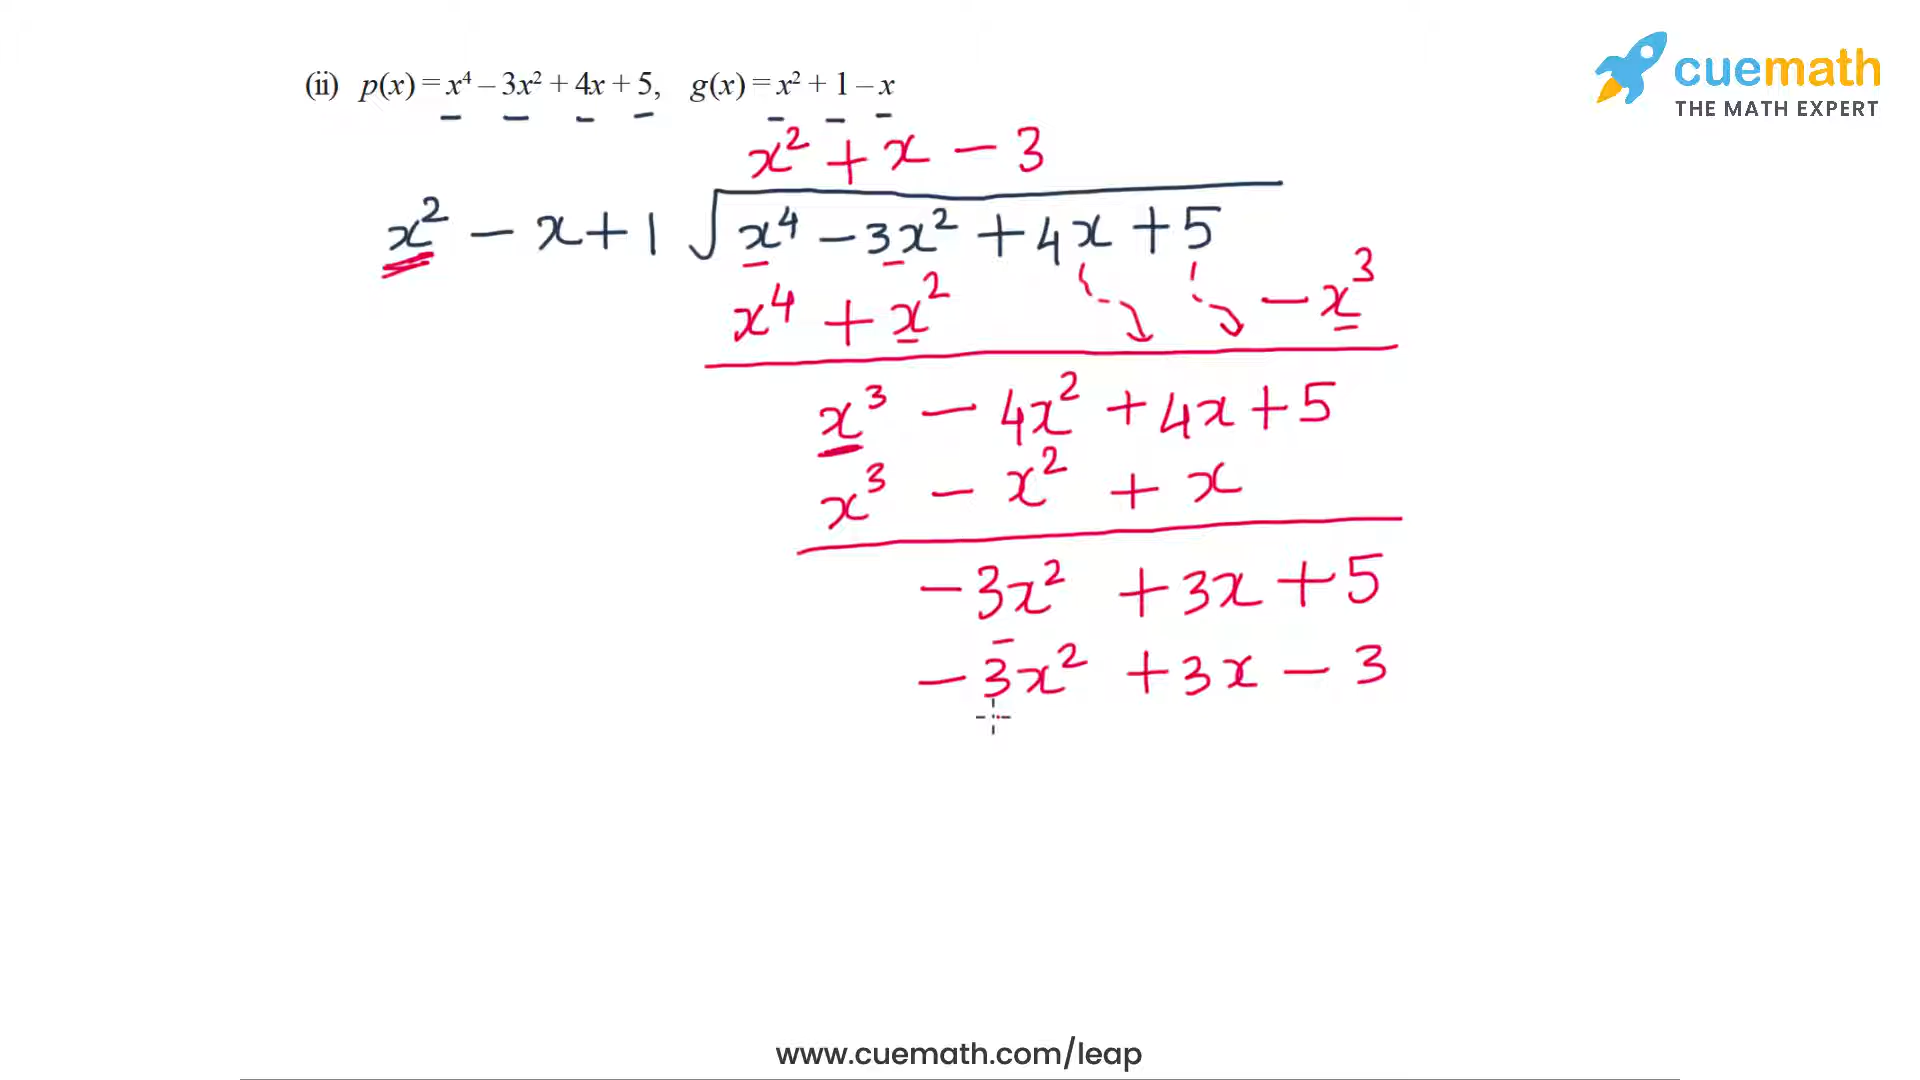 cuemath
THE MATH EXPERT
(ii) p(x) = x⁴ – 3x² + 4x + 5, g(x) = x² + 1 – x
x² + x − 3
x² − x + 1 √ x⁴ − 3x² + 4x + 5
x⁴ + x² − x³
x³ − 4x² + 4x + 5
x³ − x² + x
−3x² + 3x + 5
−3x² + 3x − 3
www.cuemath.com/leap